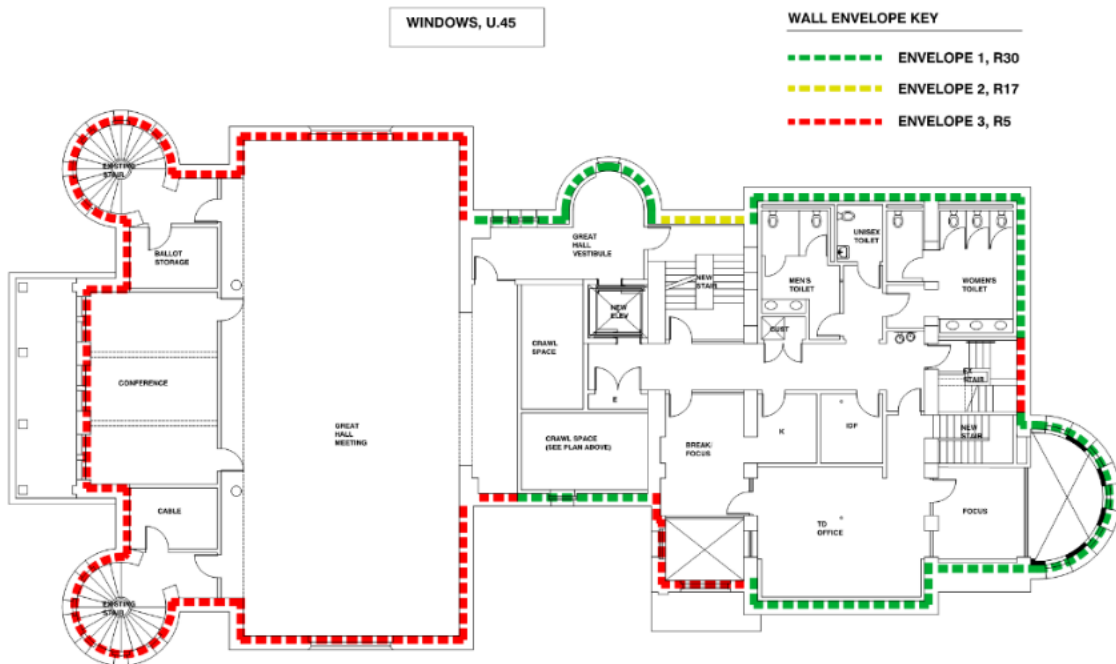 WINDOWS, U.45
WALL ENVELOPE KEY
ENVELOPE 1, R30
ENVELOPE 2, R17
ENVELOPE 3, R5
EXISTING
STAIR
BALLOT
STORAGE
CONFERENCE
CABLE
EXISTING
STAIR
GREAT
HALL
MEETING
GREAT
HALL
VESTIBULE
NEW
ELEV
CRAWL
SPACE
E
CRAWL SPACE
(SEE PLAN ABOVE)
NEW
STAIR
MEN'S
TOILET
UNISEX
TOILET
WOMEN'S
TOILET
CUST
EX
STAIR
NEW
STAIR
BREAK/
FOCUS
K
IDF
TD
OFFICE
FOCUS